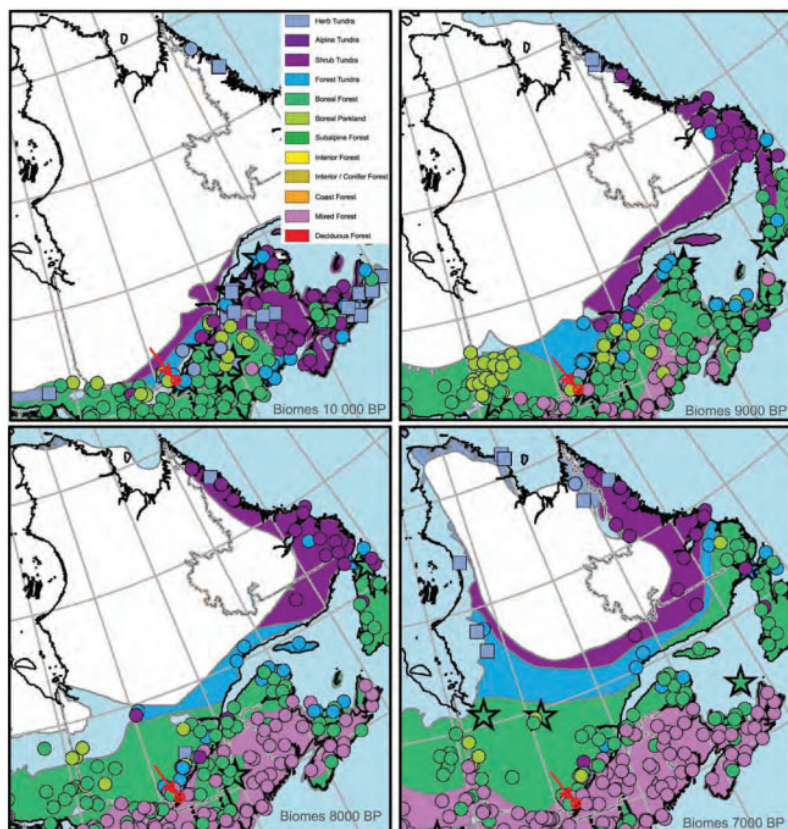 Herb Tundra
Alpine Tundra
Shrub Tundra
Forest Tundra
Boreal Forest
Boreal Parkland
Subalpine Forest
Interior Forest
Interior / Conifer Forest
Coast Forest
Mixed Forest
Deciduous Forest
Biomes 10 000 BP
Biomes 9000 BP
Biomes 8000 BP
Biomes 7000 BP